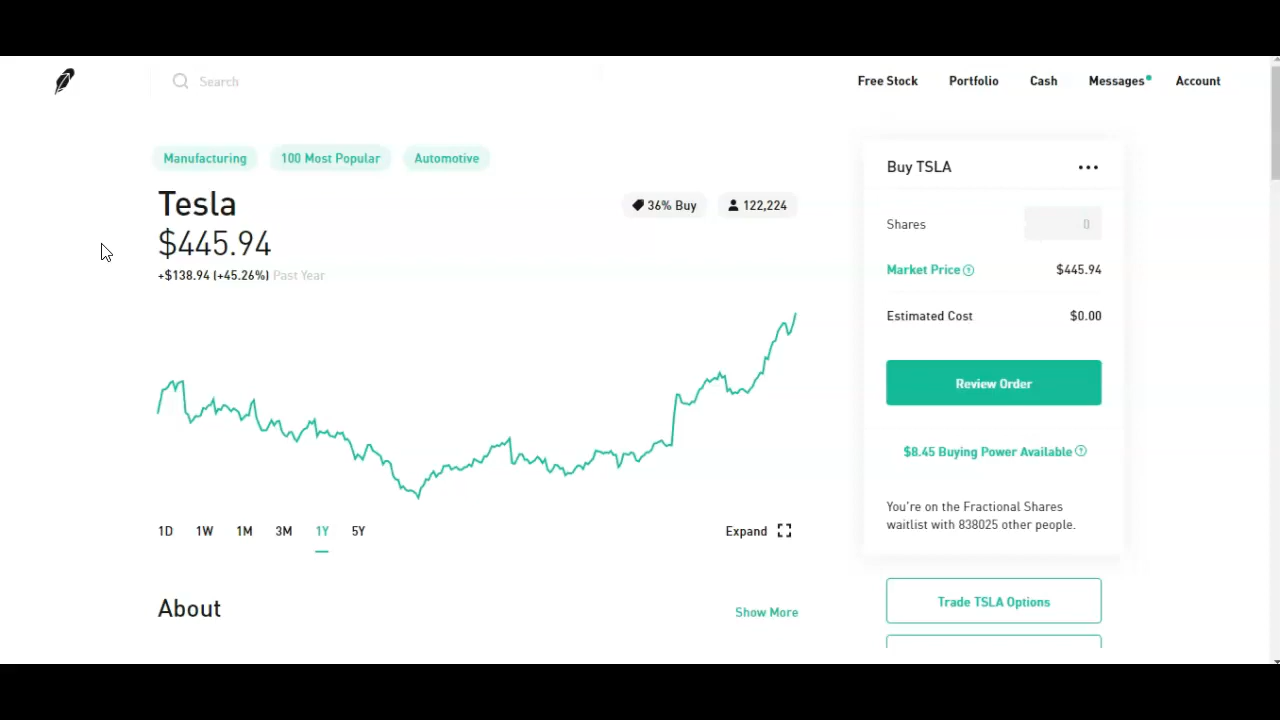 Search
Free Stock Portfolio Cash Messages Account
Manufacturing 100 Most Popular Automotive
Tesla
36% Buy 122,224
$445.94
+$138.94 (+45.26%) Past Year
1D 1W 1M 3M 1Y 5Y
Expand
About
Show More
Buy TSLA
Shares 0
Market Price $445.94
Estimated Cost $0.00
Review Order
$8.45 Buying Power Available
You're on the Fractional Shares
waitlist with 838025 other people.
Trade TSLA Options